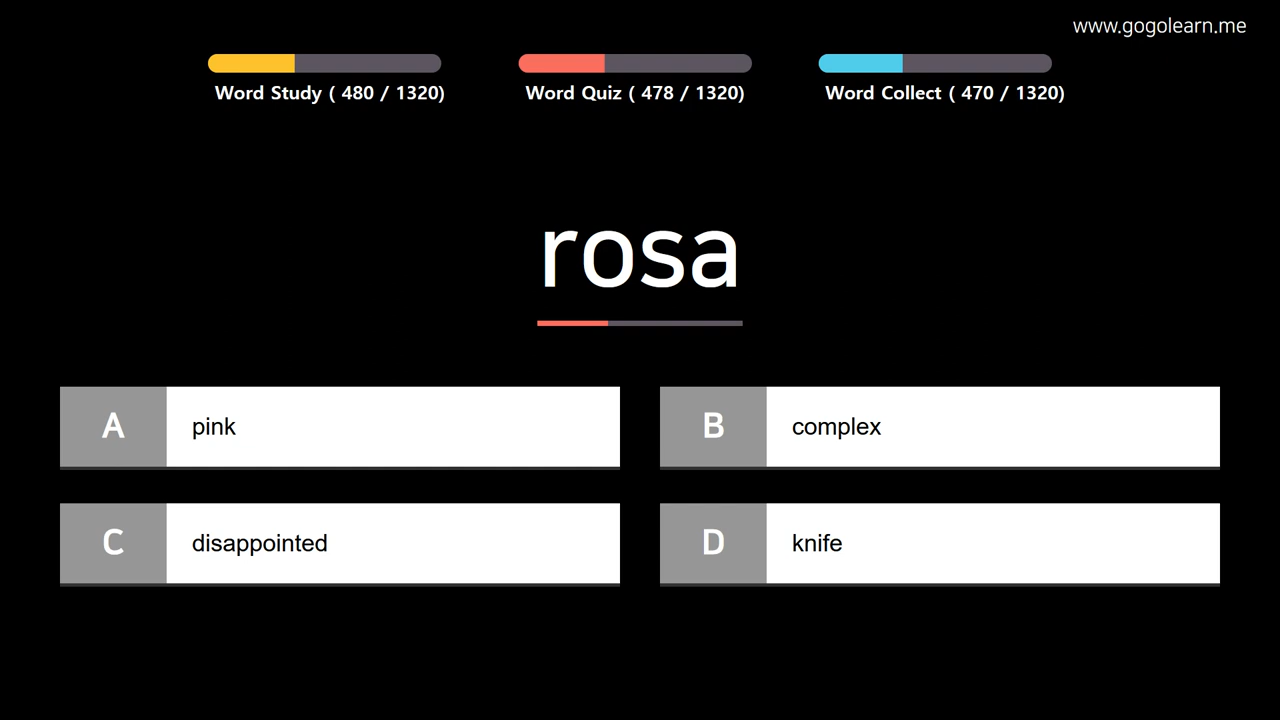 www.gogolearn.me
Word Study ( 480 / 1320)
Word Quiz ( 478 / 1320)
Word Collect ( 470 / 1320)
rosa
A pink
B complex
C disappointed
D knife